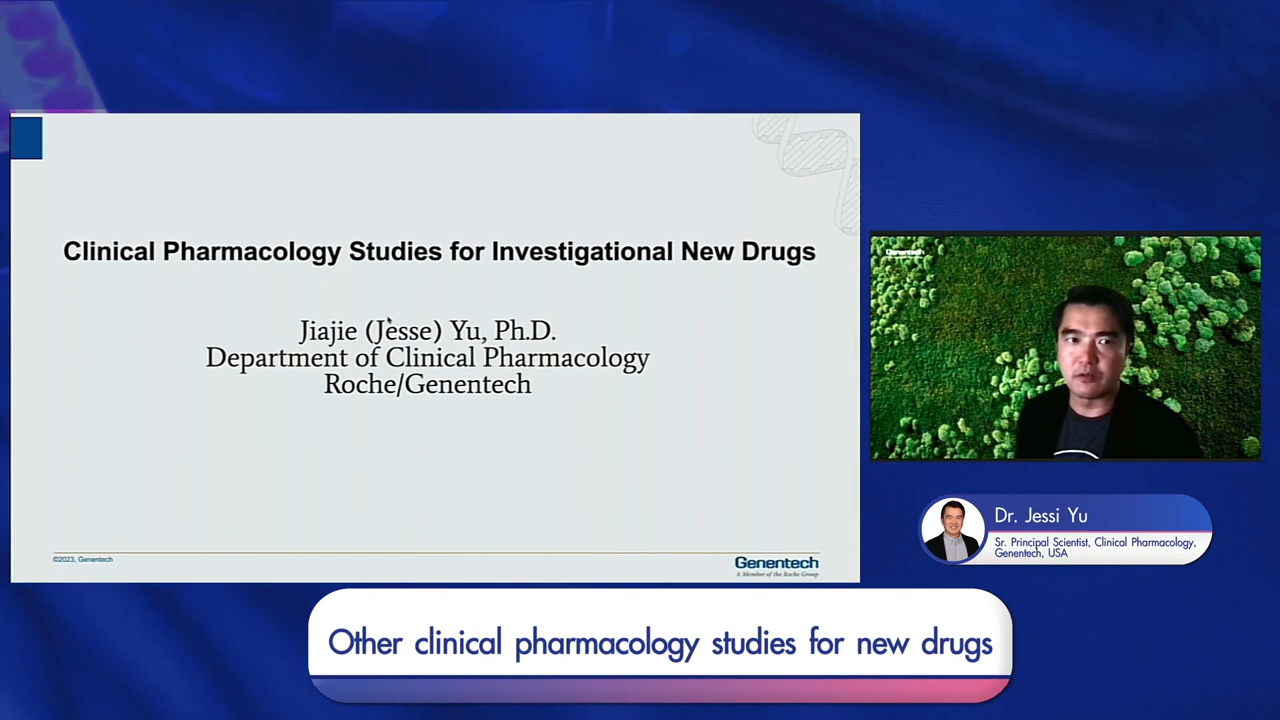 Clinical Pharmacology Studies for Investigational New Drugs
Jiajie (Jesse) Yu, Ph.D.
Department of Clinical Pharmacology
Roche/Genentech
©2023, Genentech
Genentech
A Member of the Roche Group
Genentech
Dr. Jessi Yu
Sr. Principal Scientist, Clinical Pharmacology,
Genentech, USA
Other clinical pharmacology studies for new drugs